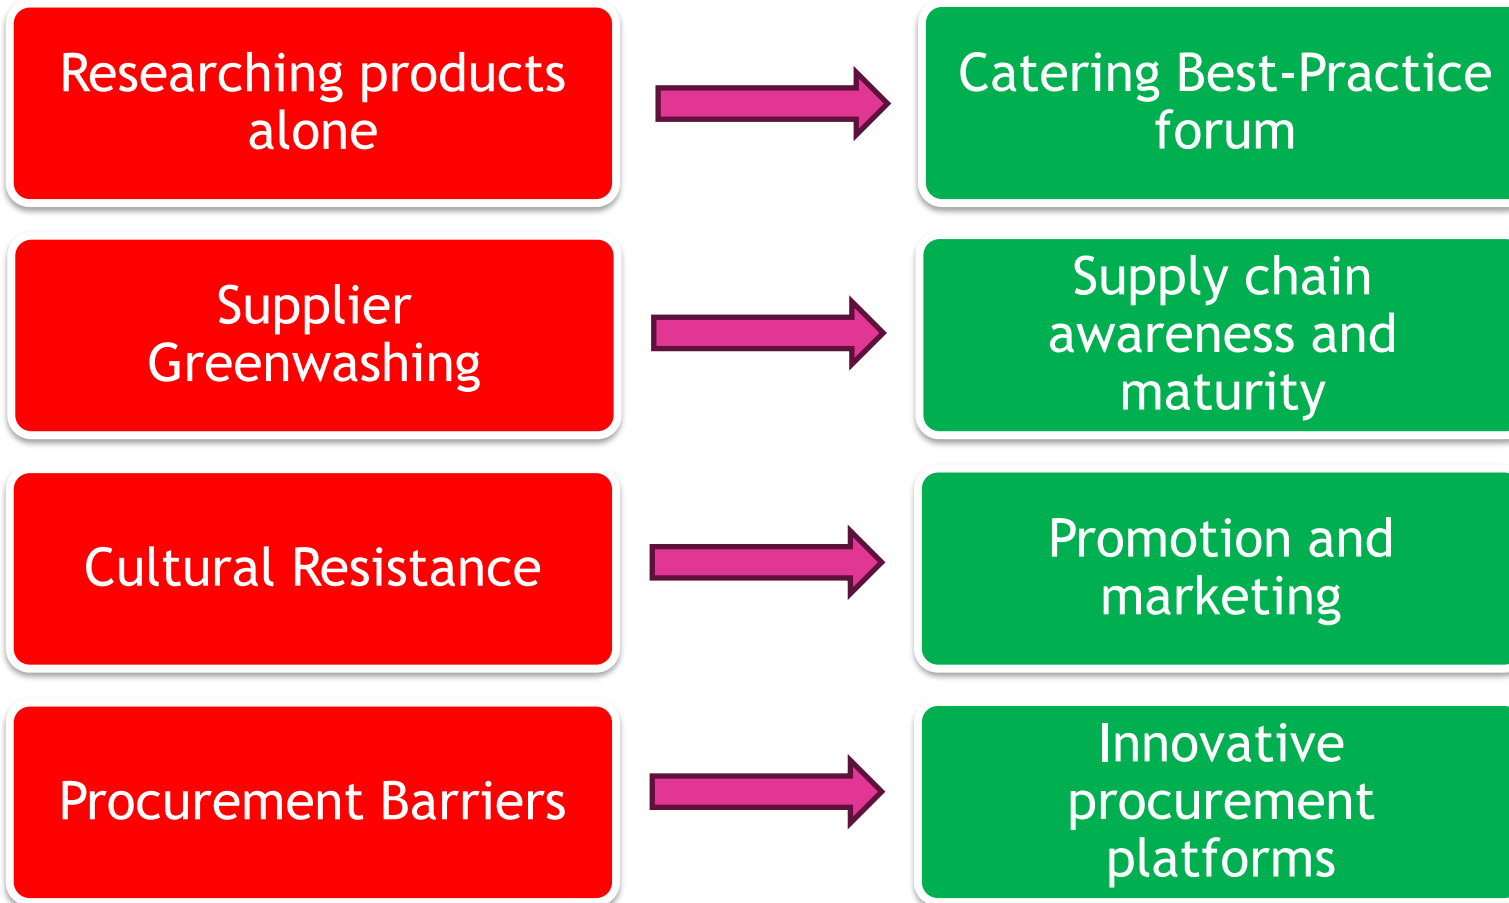 Researching products
alone
Catering Best-Practice
forum
Supplier
Greenwashing
Supply chain
awareness and
maturity
Cultural Resistance
Promotion and
marketing
Procurement Barriers
Innovative
procurement
platforms